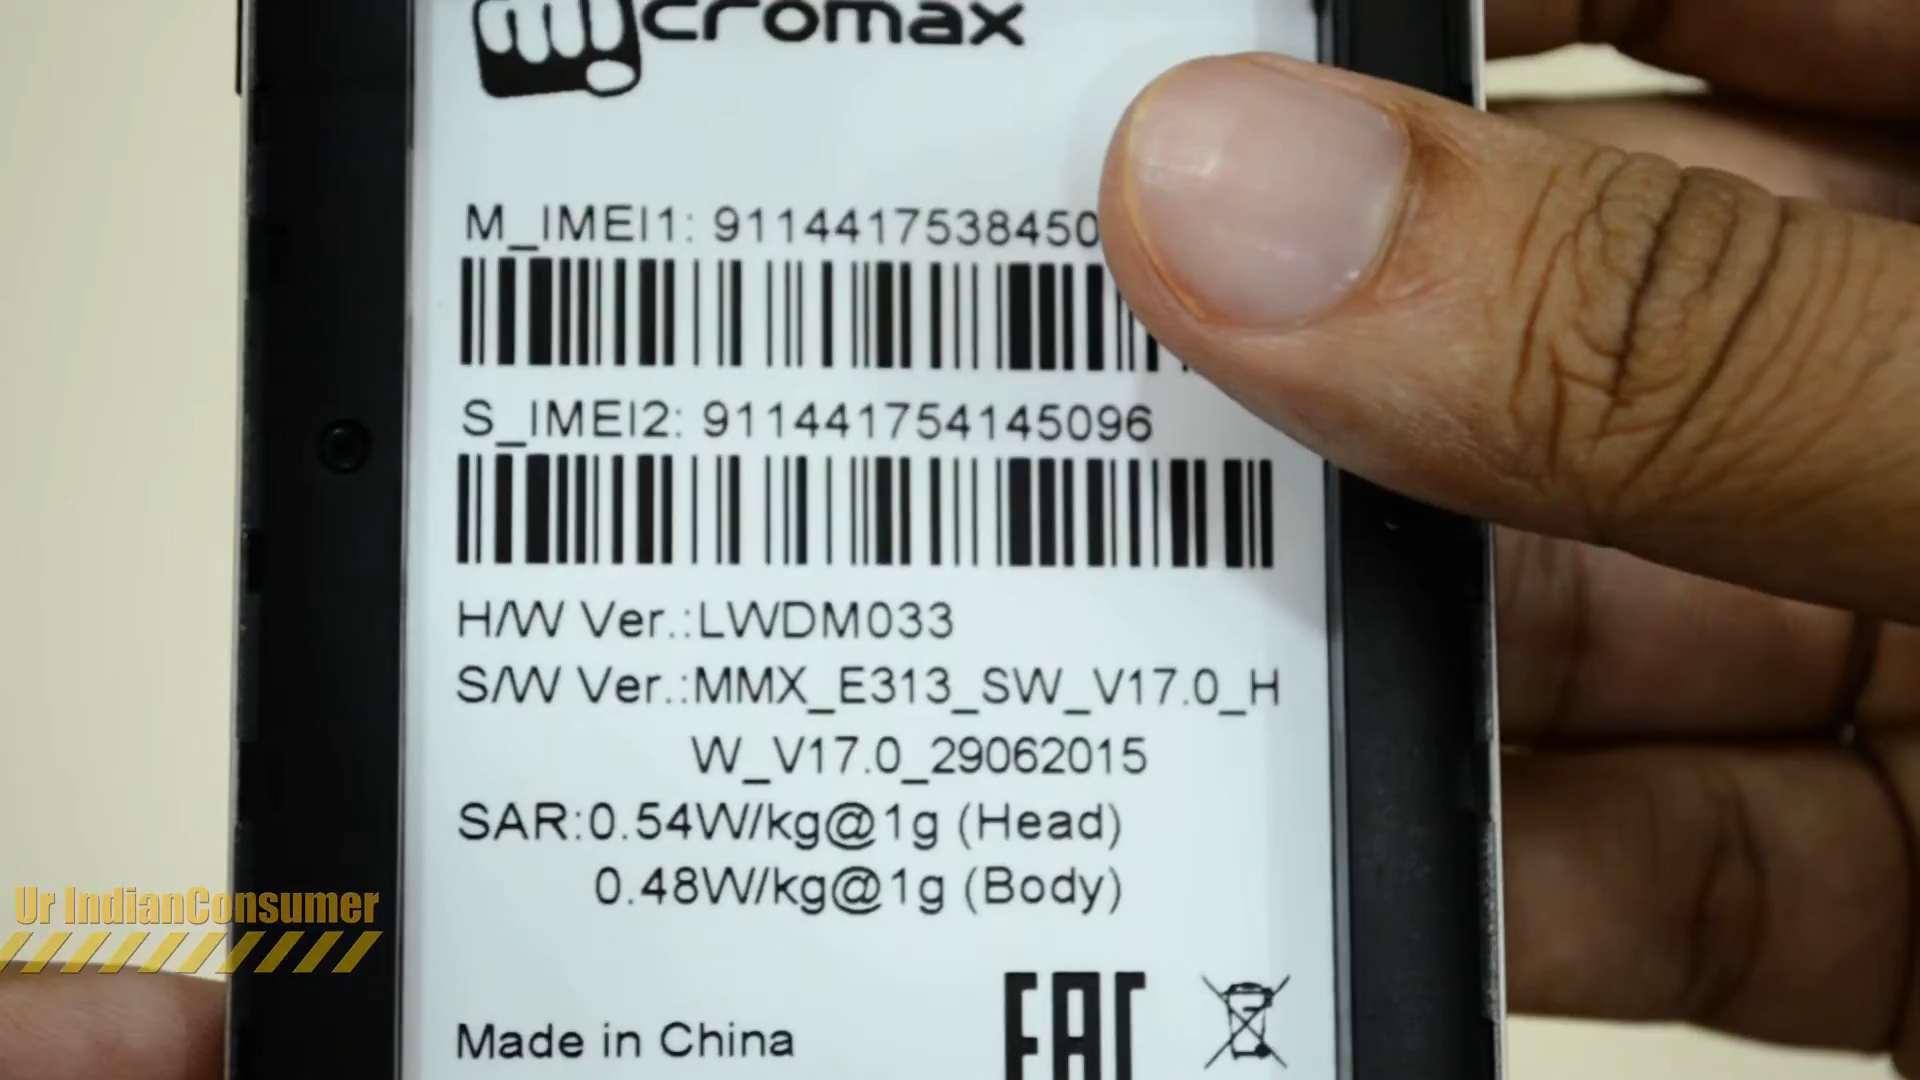 micromax
M_IMEI1: 9114417538450
S_IMEI2: 911441754145096
H/W Ver.:LWDM033
S/W Ver.:MMX_E313_SW_V17.0_H
W_V17.0_29062015
SAR:0.54W/kg@1g (Head)
0.48W/kg@1g (Body)
Ur IndianConsumer
Made in China
EAC